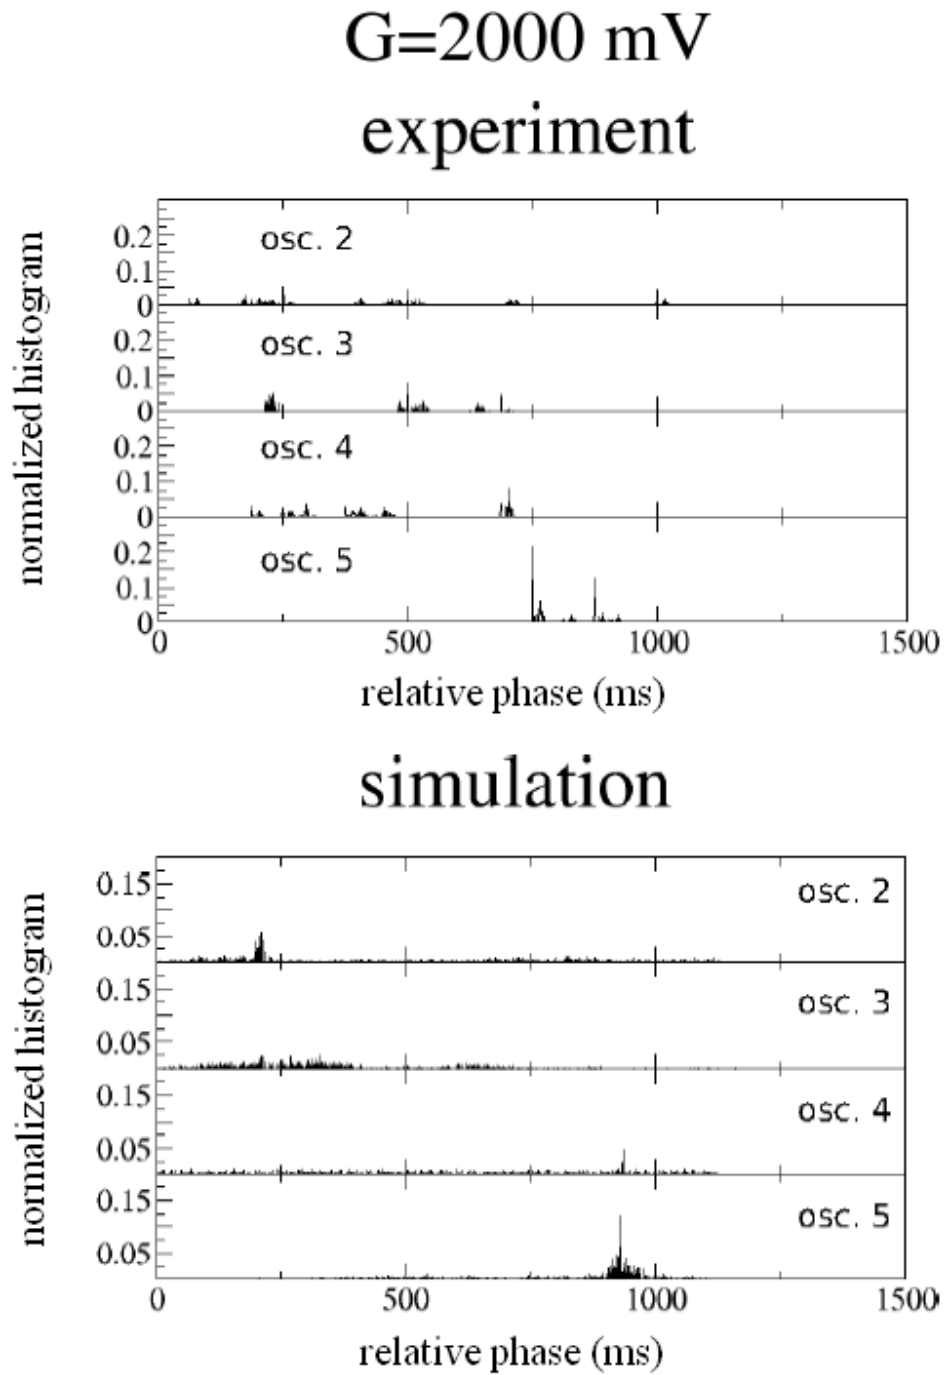 G=2000 mV
experiment
normalized histogram
0.2
0.1
0
osc. 2
0.2
0.1
0
osc. 3
0.2
0.1
0
osc. 4
0.2
0.1
0
osc. 5
0 500 1000 1500
relative phase (ms)
simulation
normalized histogram
0.15
0.05
osc. 2
0.15
0.05
osc. 3
0.15
0.05
osc. 4
0.15
0.05
osc. 5
0 500 1000 1500
relative phase (ms)